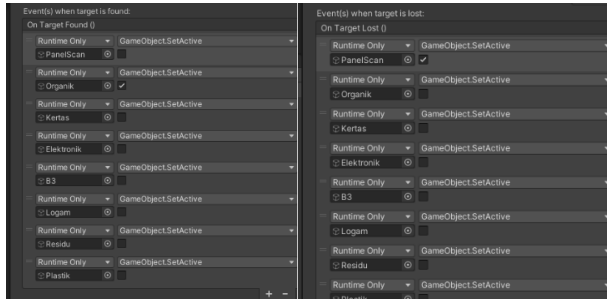 Event(s) when target is found:
On Target Found ()
Runtime Only GameObject.SetActive
PanelScan
Runtime Only GameObject.SetActive
Organik
Runtime Only GameObject.SetActive
Kertas
Runtime Only GameObject.SetActive
Elektronik
Runtime Only GameObject.SetActive
B3
Runtime Only GameObject.SetActive
Logam
Runtime Only GameObject.SetActive
Residu
Runtime Only GameObject.SetActive
Plastik
+ −
Event(s) when target is lost:
On Target Lost ()
Runtime Only GameObject.SetActive
PanelScan
Runtime Only GameObject.SetActive
Organik
Runtime Only GameObject.SetActive
Kertas
Runtime Only GameObject.SetActive
Elektronik
Runtime Only GameObject.SetActive
B3
Runtime Only GameObject.SetActive
Logam
Runtime Only GameObject.SetActive
Residu
Runtime Only GameObject.SetActive
Plastik